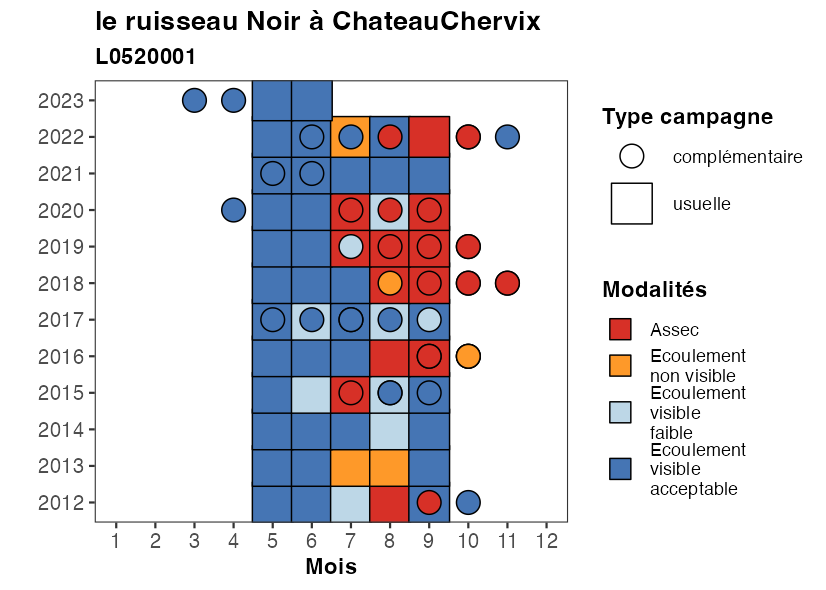 le ruisseau Noir à ChateauChervix
L0520001
2023
2022
2021
2020
2019
2018
2017
2016
2015
2014
2013
2012
1 2 3 4 5 6 7 8 9 10 11 12
Mois
Type campagne
complémentaire
usuelle
Modalités
Assec
Ecoulement
non visible
Ecoulement
visible
faible
Ecoulement
visible
acceptable